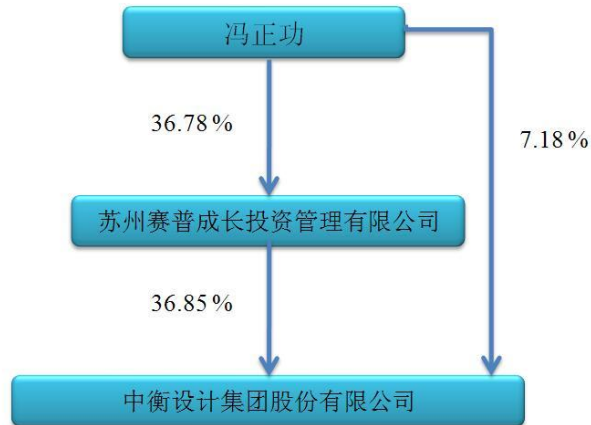 冯正功
36.78%
7.18%
苏州赛普成长投资管理有限公司
36.85%
中衡设计集团股份有限公司